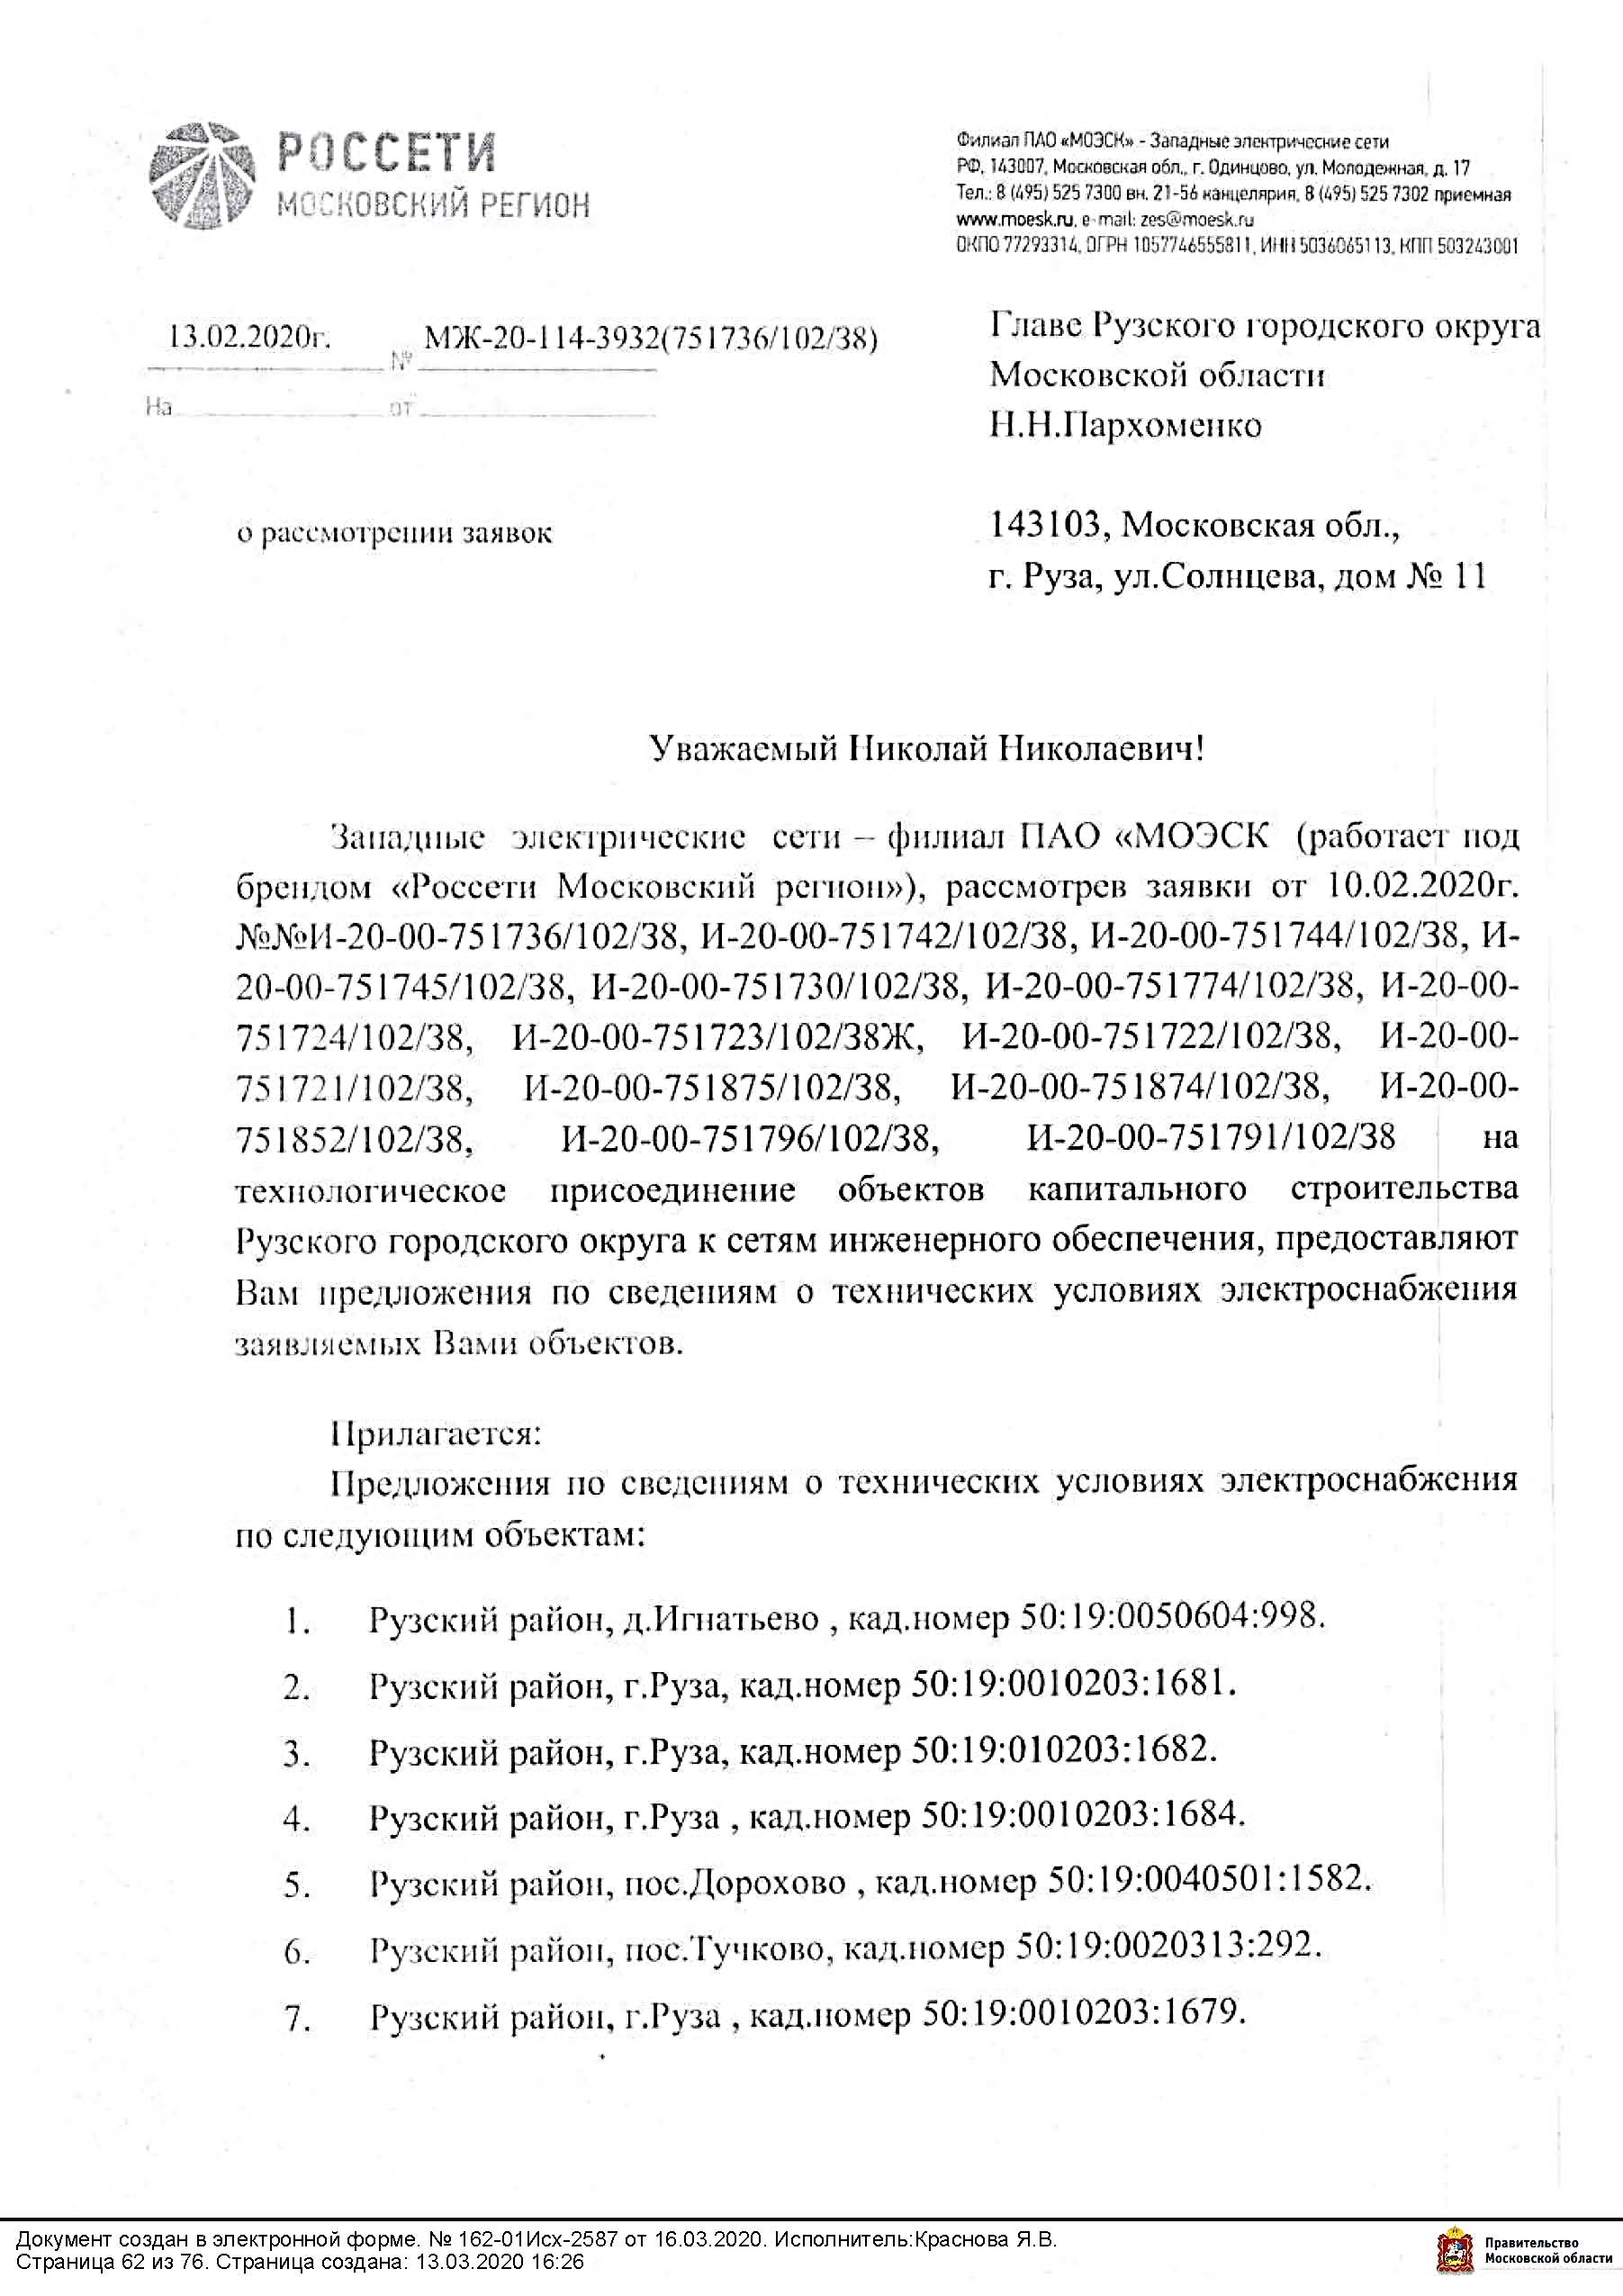 РОССЕТИ
МОСКОВСКИЙ РЕГИОН
Филиал ПАО «МОЭСК» - Западные электрические сети
РФ, 143007, Московская обл., г. Одинцово, ул. Молодежная, д. 17
Тел.: 8 (495) 525 7300 вн. 21-56 канцелярия, 8 (495) 525 7302 приемная
www.moesk.ru, e-mail: zes@moesk.ru
ОКПО 77293314, ОГРН 1057746555811, ИНН 5036065113, КПП 503243001
13.02.2020г. № МЖ-20-114-3932(751736/102/38)
На от
Главе Рузского городского округа
Московской области
Н.Н.Пархоменко
о рассмотрении заявок
143103, Московская обл.,
г. Руза, ул.Солнцева, дом № 11
Уважаемый Николай Николаевич!
Западные электрические сети – филиал ПАО «МОЭСК (работает под
брендом «Россети Московский регион»), рассмотрев заявки от 10.02.2020г.
№№И-20-00-751736/102/38, И-20-00-751742/102/38, И-20-00-751744/102/38, И-
20-00-751745/102/38, И-20-00-751730/102/38, И-20-00-751774/102/38, И-20-00-
751724/102/38, И-20-00-751723/102/38Ж, И-20-00-751722/102/38, И-20-00-
751721/102/38, И-20-00-751875/102/38, И-20-00-751874/102/38, И-20-00-
751852/102/38, И-20-00-751796/102/38, И-20-00-751791/102/38 на
технологическое присоединение объектов капитального строительства
Рузского городского округа к сетям инженерного обеспечения, предоставляют
Вам предложения по сведениям о технических условиях электроснабжения
заявляемых Вами объектов.
Прилагается:
Предложения по сведениям о технических условиях электроснабжения
по следующим объектам:
1. Рузский район, д.Игнатьево , кад.номер 50:19:0050604:998.
2. Рузский район, г.Руза, кад.номер 50:19:0010203:1681.
3. Рузский район, г.Руза, кад.номер 50:19:010203:1682.
4. Рузский район, г.Руза , кад.номер 50:19:0010203:1684.
5. Рузский район, пос.Дорохово , кад.номер 50:19:0040501:1582.
6. Рузский район, пос.Тучково, кад.номер 50:19:0020313:292.
7. Рузский район, г.Руза , кад.номер 50:19:0010203:1679.
Документ создан в электронной форме. № 162-01Исх-2587 от 16.03.2020. Исполнитель:Краснова Я.В.
Страница 62 из 76. Страница создана: 13.03.2020 16:26
Правительство
Московской области